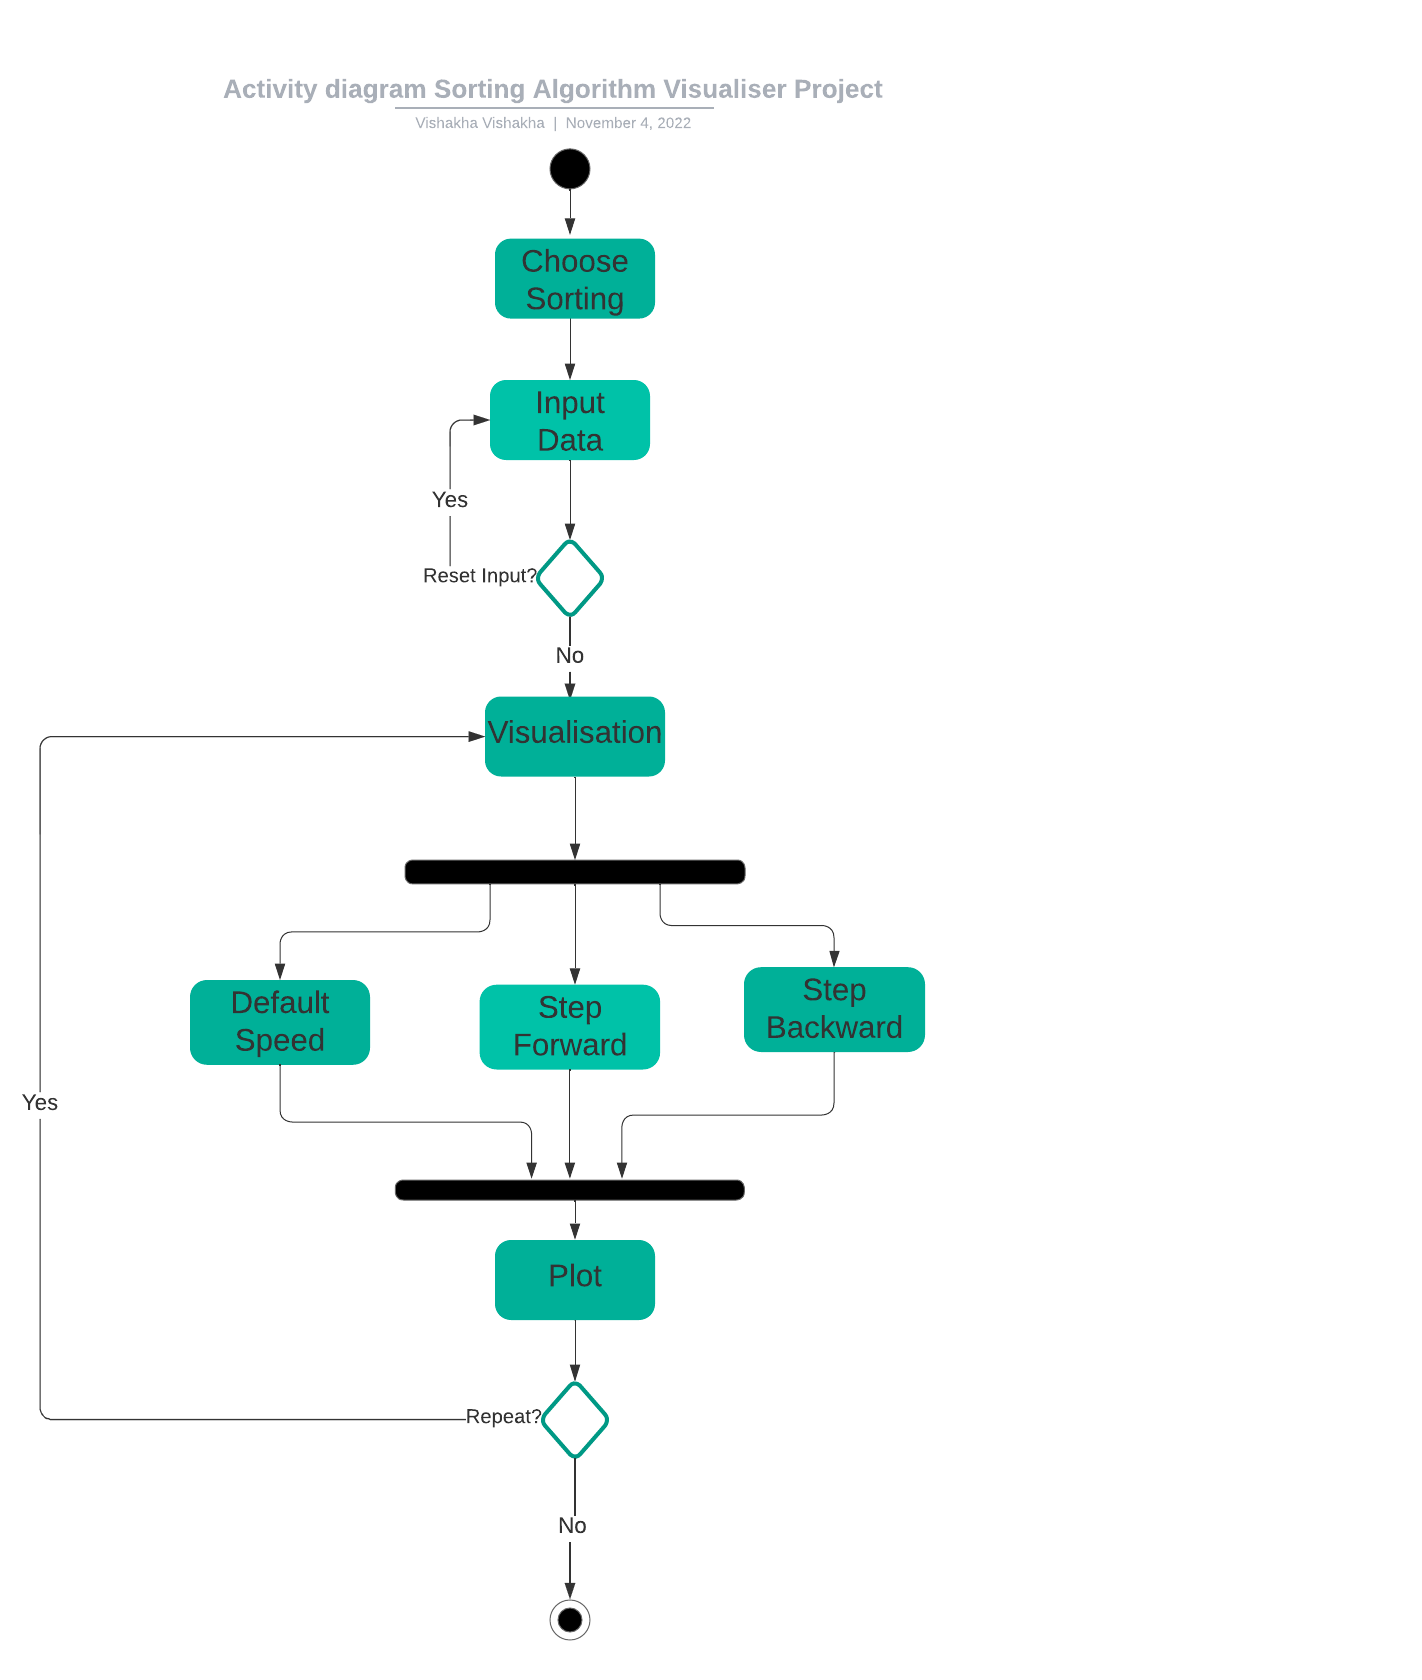 Activity diagram Sorting Algorithm Visualiser Project
Vishakha Vishakha | November 4, 2022
Choose
Sorting
Input
Data
Yes
Reset Input?
No
Visualisation
Default
Speed
Step
Forward
Step
Backward
Yes
Plot
Repeat?
No